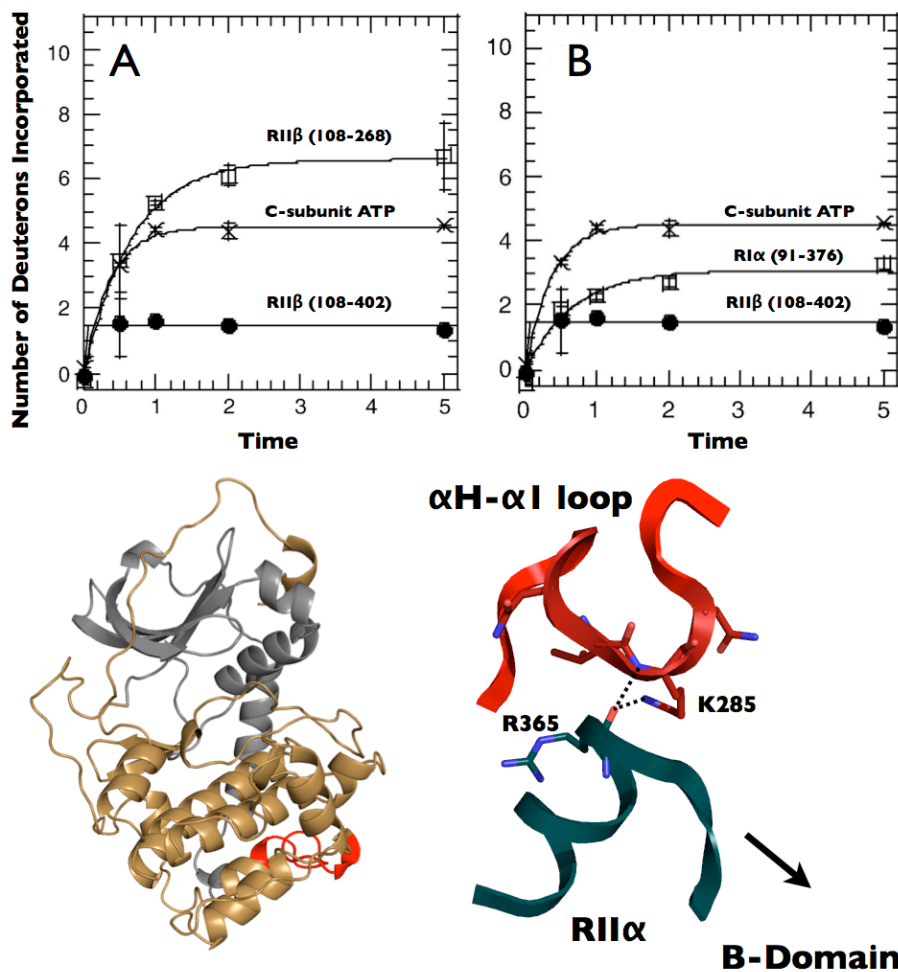 A
B
Number of Deuterons Incorporated
10
8
6
4
2
0
RIIβ (108-268)
C-subunit ATP
RIIβ (108-402)
0
1
2
3
4
5
Time
10
8
6
4
2
0
C-subunit ATP
RIα (91-376)
RIIβ (108-402)
0
1
2
3
4
5
Time
αH-αI loop
K285
R365
RIIα
B-Domain